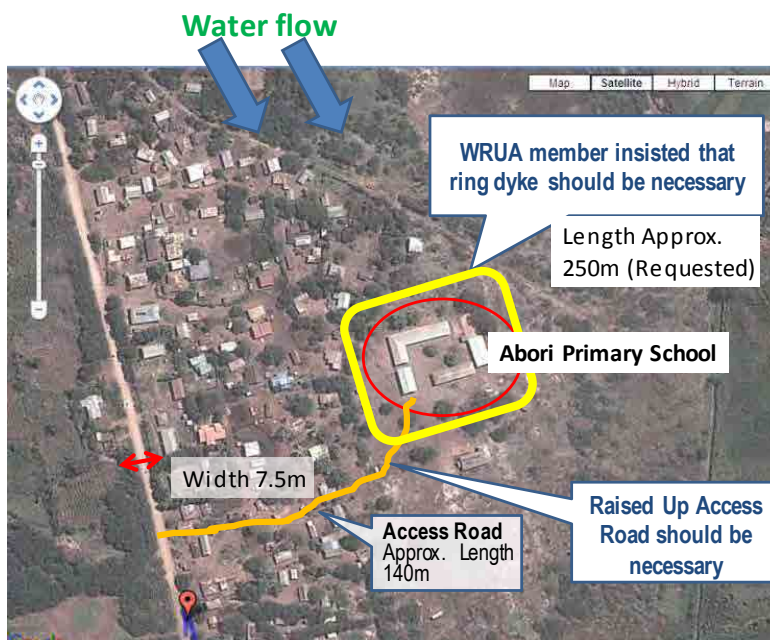 Water flow
Map Satellite Hybrid Terrain
WRUA member insisted that
ring dyke should be necessary
Length Approx.
250m (Requested)
Abori Primary School
Width 7.5m
Access Road
Approx. Length
140m
Raised Up Access
Road should be
necessary